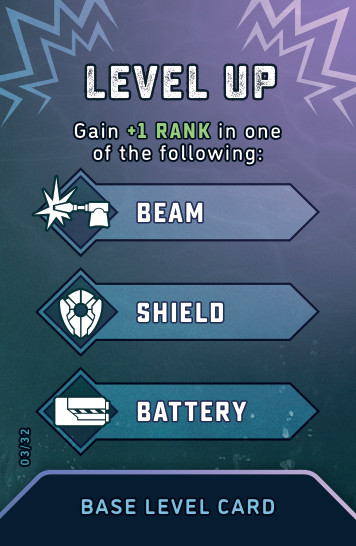 LEVEL UP
Gain +1 RANK in one
of the following:
BEAM
SHIELD
BATTERY
03/32
BASE LEVEL CARD